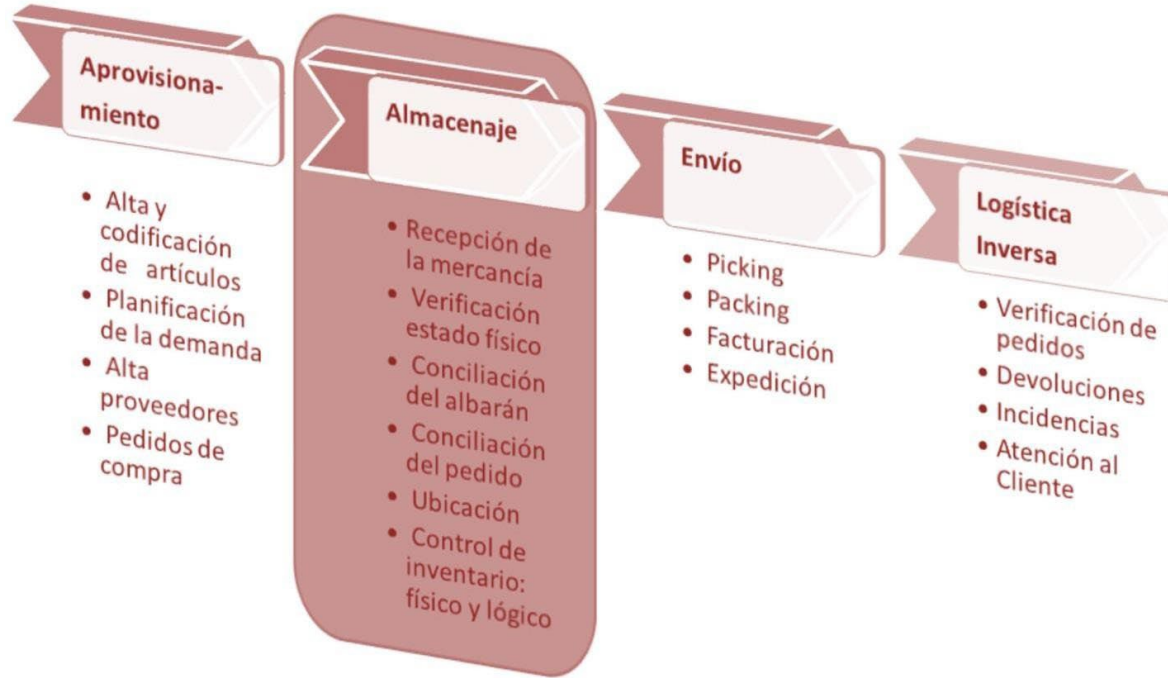 Aprovisiona-
miento
• Alta y
codificación
de artículos
• Planificación
de la demanda
• Alta
proveedores
• Pedidos de
compra
Almacenaje
• Recepción de
la mercancía
• Verificación
estado físico
• Conciliación
del albarán
• Conciliación
del pedido
• Ubicación
• Control de
inventario:
físico y lógico
Envío
• Picking
• Packing
• Facturación
• Expedición
Logística
Inversa
• Verificación de
pedidos
• Devoluciones
• Incidencias
• Atención al
Cliente